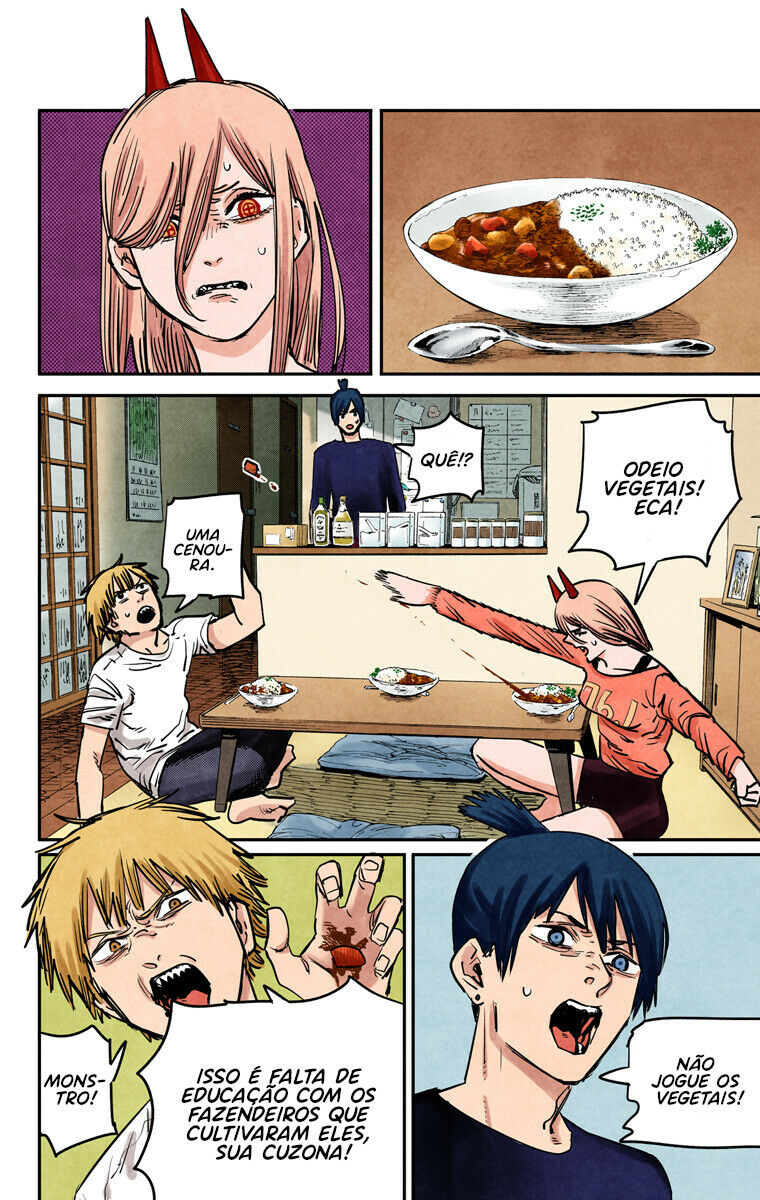 QUÊ!?
ODEIO
VEGETAIS!
ECA!
UMA
CENOU-
RA.
MONS-
TRO!
ISSO É FALTA DE
EDUCAÇÃO COM OS
FAZENDEIROS QUE
CULTIVARAM ELES,
SUA CUZONA!
NÃO
JOGUE OS
VEGETAIS!